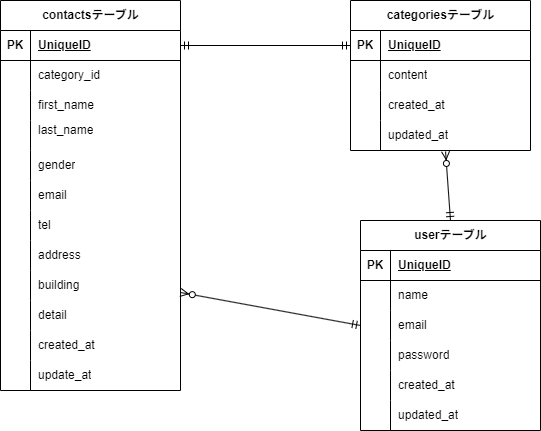 contactsテーブル
PK UniqueID
category_id
first_name
last_name
gender
email
tel
address
building
detail
created_at
update_at
categoriesテーブル
PK UniqueID
content
created_at
updated_at
userテーブル
PK UniqueID
name
email
password
created_at
updated_at